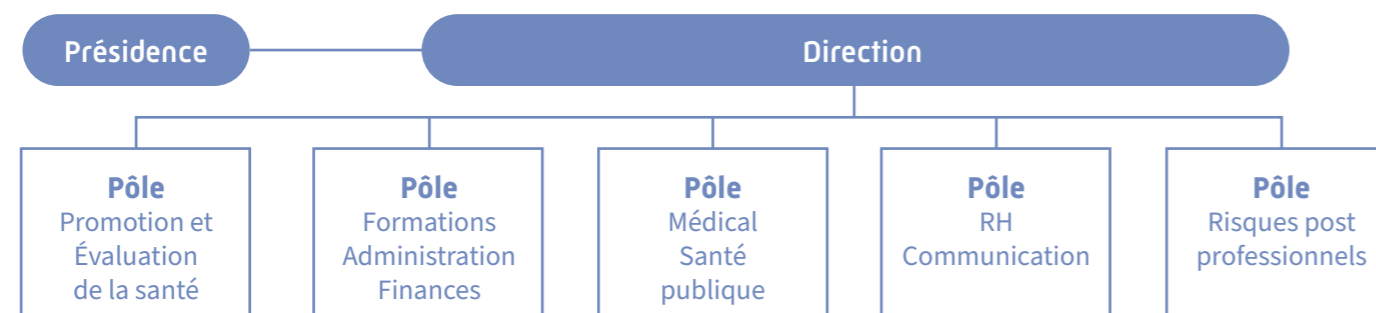 Présidence
Direction
Pôle
Promotion et
Évaluation
de la santé
Pôle
Formations
Administration
Finances
Pôle
Médical
Santé
publique
Pôle
RH
Communication
Pôle
Risques post
professionnels